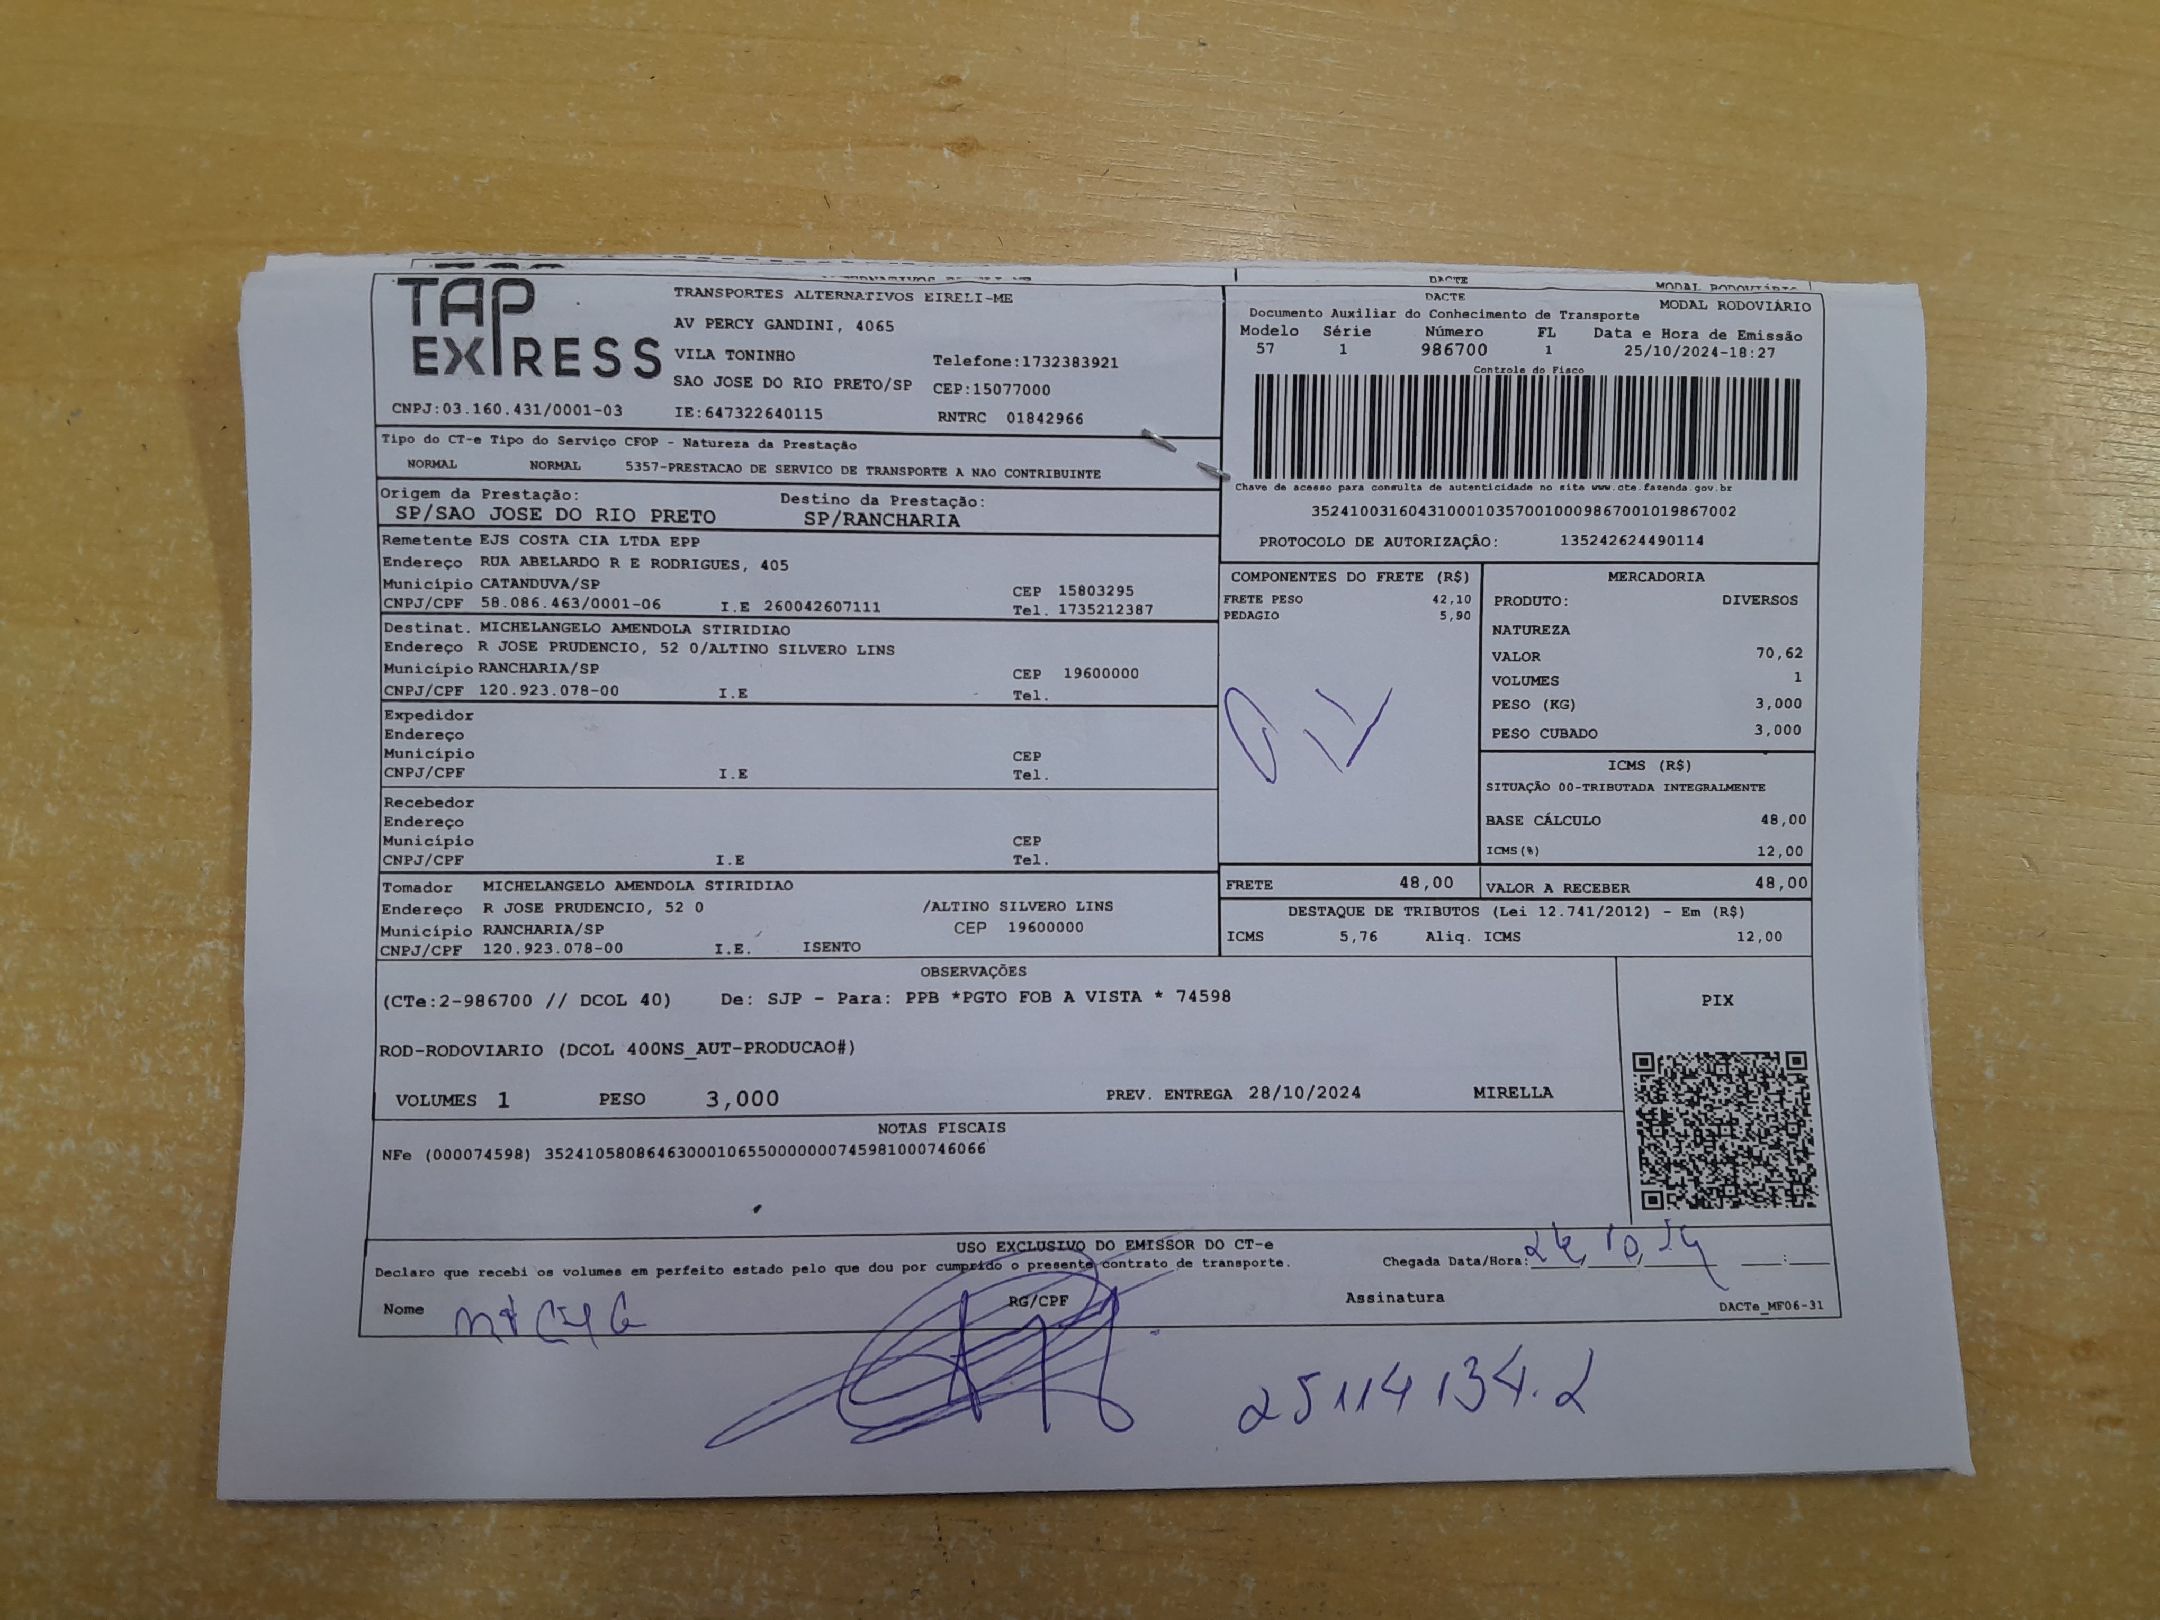 TAP EXPRESS
TRANSPORTES ALTERNATIVOS EIRELI-ME
AV PERCY GANDINI, 4065
VILA TONINHO
Telefone:1732383921
SAO JOSE DO RIO PRETO/SP CEP:15077000
CNPJ:03.160.431/0001-03 IE:647322640115 RNTRC 01842966
DACTE
MODAL RODOVIÁRIO
Documento Auxiliar do Conhecimento de Transporte
Modelo Série Número FL Data e Hora de Emissão
57 1 986700 1 25/10/2024-18:27
Controle do Fisco
Chave de acesso para consulta de autenticidade no site www.cte.fazenda.gov.br
35241003160431000103570010009867001019867002
PROTOCOLO DE AUTORIZAÇÂO: 135242624490114
Tipo do CT-e Tipo do Serviço CFOP - Natureza da Prestação
NORMAL NORMAL 5357-PRESTACAO DE SERVICO DE TRANSPORTE A NAO CONTRIBUINTE
Origem da Prestação: Destino da Prestação:
SP/SAO JOSE DO RIO PRETO SP/RANCHARIA
Remetente EJS COSTA CIA LTDA EPP
Endereço RUA ABELARDO R E RODRIGUES, 405
Município CATANDUVA/SP CEP 15803295
CNPJ/CPF 58.086.463/0001-06 I.E 260042607111 Tel. 1735212387
Destinat. MICHELANGELO AMENDOLA STIRIDIAO
Endereço R JOSE PRUDENCIO, 52 0/ALTINO SILVERO LINS
Município RANCHARIA/SP CEP 19600000
CNPJ/CPF 120.923.078-00 I.E Tel.
Expedidor
Endereço
Município CEP
CNPJ/CPF I.E Tel.
Recebedor
Endereço
Município CEP
CNPJ/CPF I.E Tel.
Tomador MICHELANGELO AMENDOLA STIRIDIAO
Endereço R JOSE PRUDENCIO, 52 0 /ALTINO SILVERO LINS
Município RANCHARIA/SP CEP 19600000
CNPJ/CPF 120.923.078-00 I.E. ISENTO
COMPONENTES DO FRETE (R$)
FRETE PESO 42,10
PEDAGIO 5,90
MERCADORIA
PRODUTO: DIVERSOS
NATUREZA
VALOR 70,62
VOLUMES 1
PESO (KG) 3,000
PESO CUBADO 3,000
ICMS (R$)
SITUAÇÃO 00-TRIBUTADA INTEGRALMENTE
BASE CÁLCULO 48,00
ICMS(%) 12,00
FRETE 48,00 VALOR A RECEBER 48,00
DESTAQUE DE TRIBUTOS (Lei 12.741/2012) - Em (R$)
ICMS 5,76 Aliq. ICMS 12,00
OBSERVAÇÕES
(CTe:2-986700 // DCOL 40) De: SJP - Para: PPB *PGTO FOB A VISTA * 74598
ROD-RODOVIARIO (DCOL 400NS_AUT-PRODUCAO#)
VOLUMES 1 PESO 3,000 PREV. ENTREGA 28/10/2024 MIRELLA
PIX
NOTAS FISCAIS
NFe (000074598) 35241058086463000106550000000745981000746066
USO EXCLUSIVO DO EMISSOR DO CT-e
Declaro que recebi os volumes em perfeito estado pelo que dou por cumprido o presente contrato de transporte.
Chegada Data/Hora:
Nome RG/CPF Assinatura
DACTe_MF06-31
25114134.2